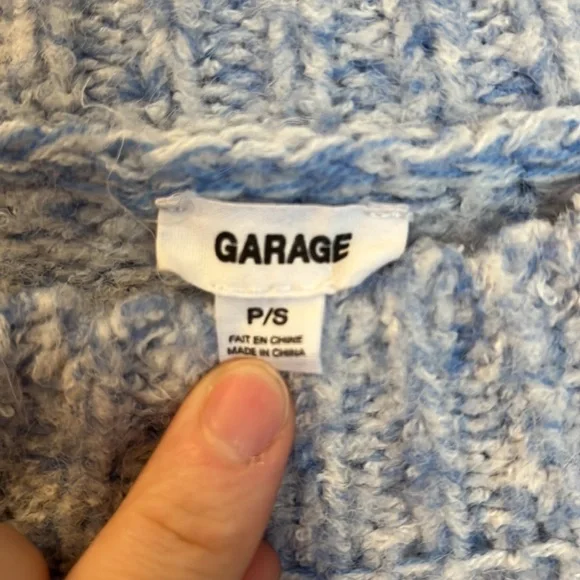 GARAGE
P/S
FAIT EN CHINE
MADE IN CHINA